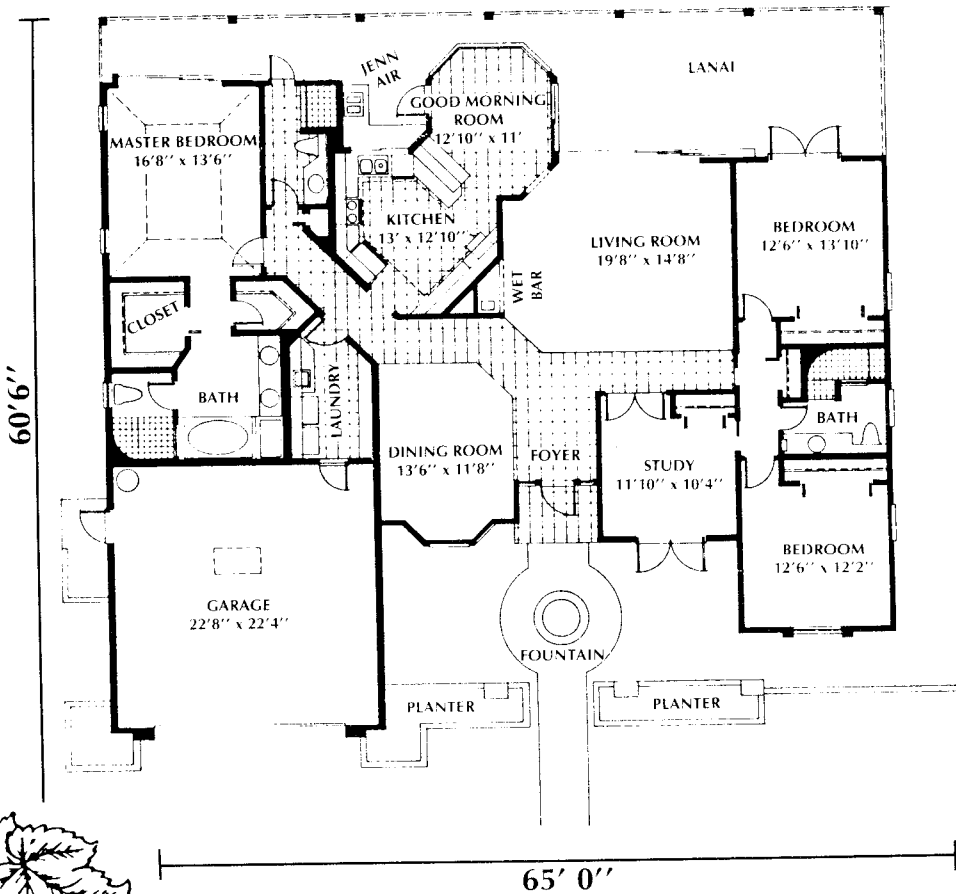 JENN
AIR
LANAI
GOOD MORNING
ROOM
12'10" x 11'
MASTER BEDROOM
16'8" x 13'6"
KITCHEN
13' x 12'10"
LIVING ROOM
19'8" x 14'8"
BEDROOM
12'6" x 13'10"
WET
BAR
CLOSET
BATH
LAUNDRY
DINING ROOM
13'6" x 11'8"
FOYER
STUDY
11'10" x 10'4"
BATH
BEDROOM
12'6" x 12'2"
GARAGE
22'8" x 22'4"
FOUNTAIN
PLANTER
PLANTER
60'6"
65' 0"